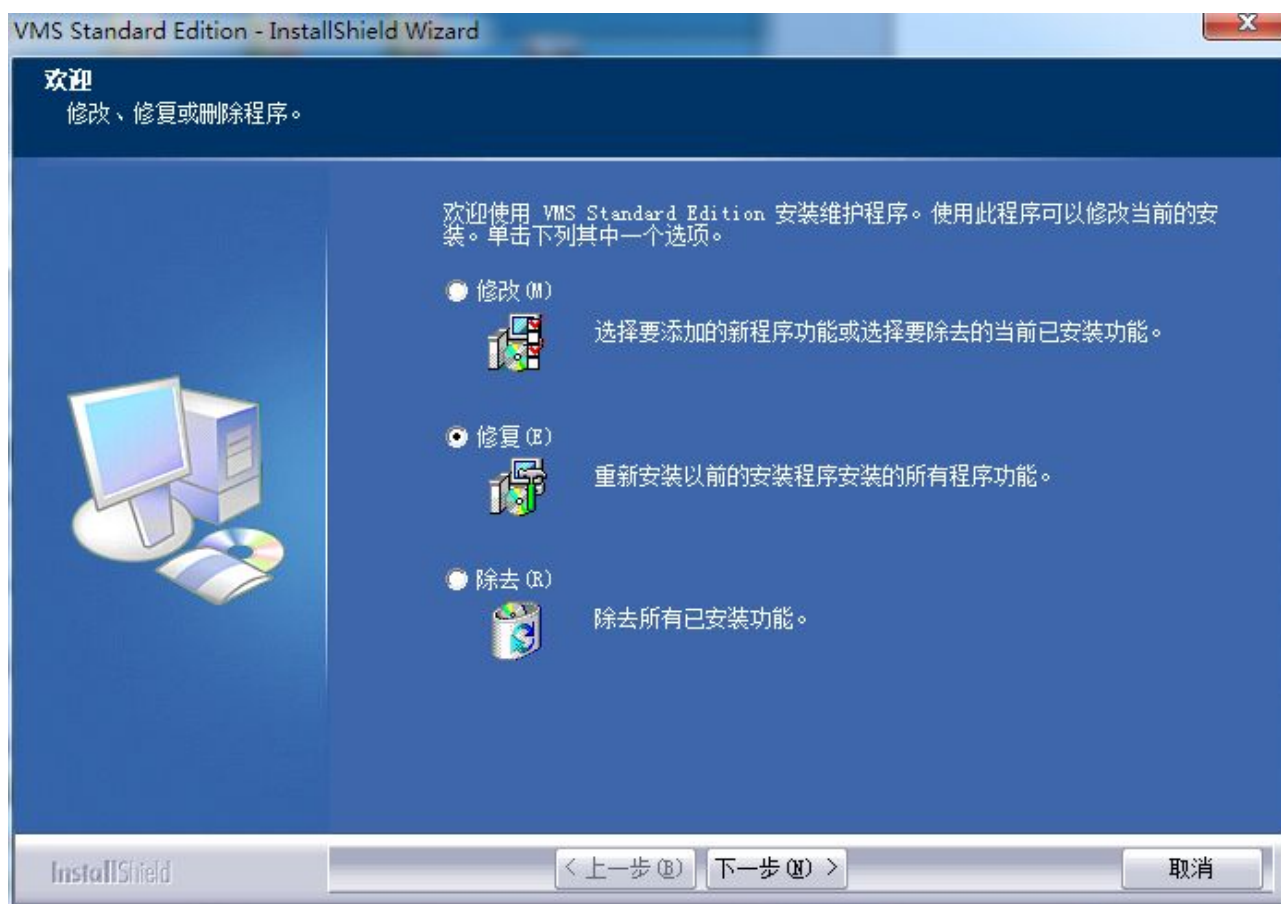 VMS Standard Edition - InstallShield Wizard
X
欢迎
修改、修复或删除程序。
欢迎使用 VMS Standard Edition 安装维护程序。使用此程序可以修改当前的安
装。单击下列其中一个选项。
修改(M)
选择要添加的新程序功能或选择要除去的当前已安装功能。
修复(E)
重新安装以前的安装程序安装的所有程序功能。
除去(R)
除去所有已安装功能。
InstallShield
< 上一步(B) 下一步(N) > 取消